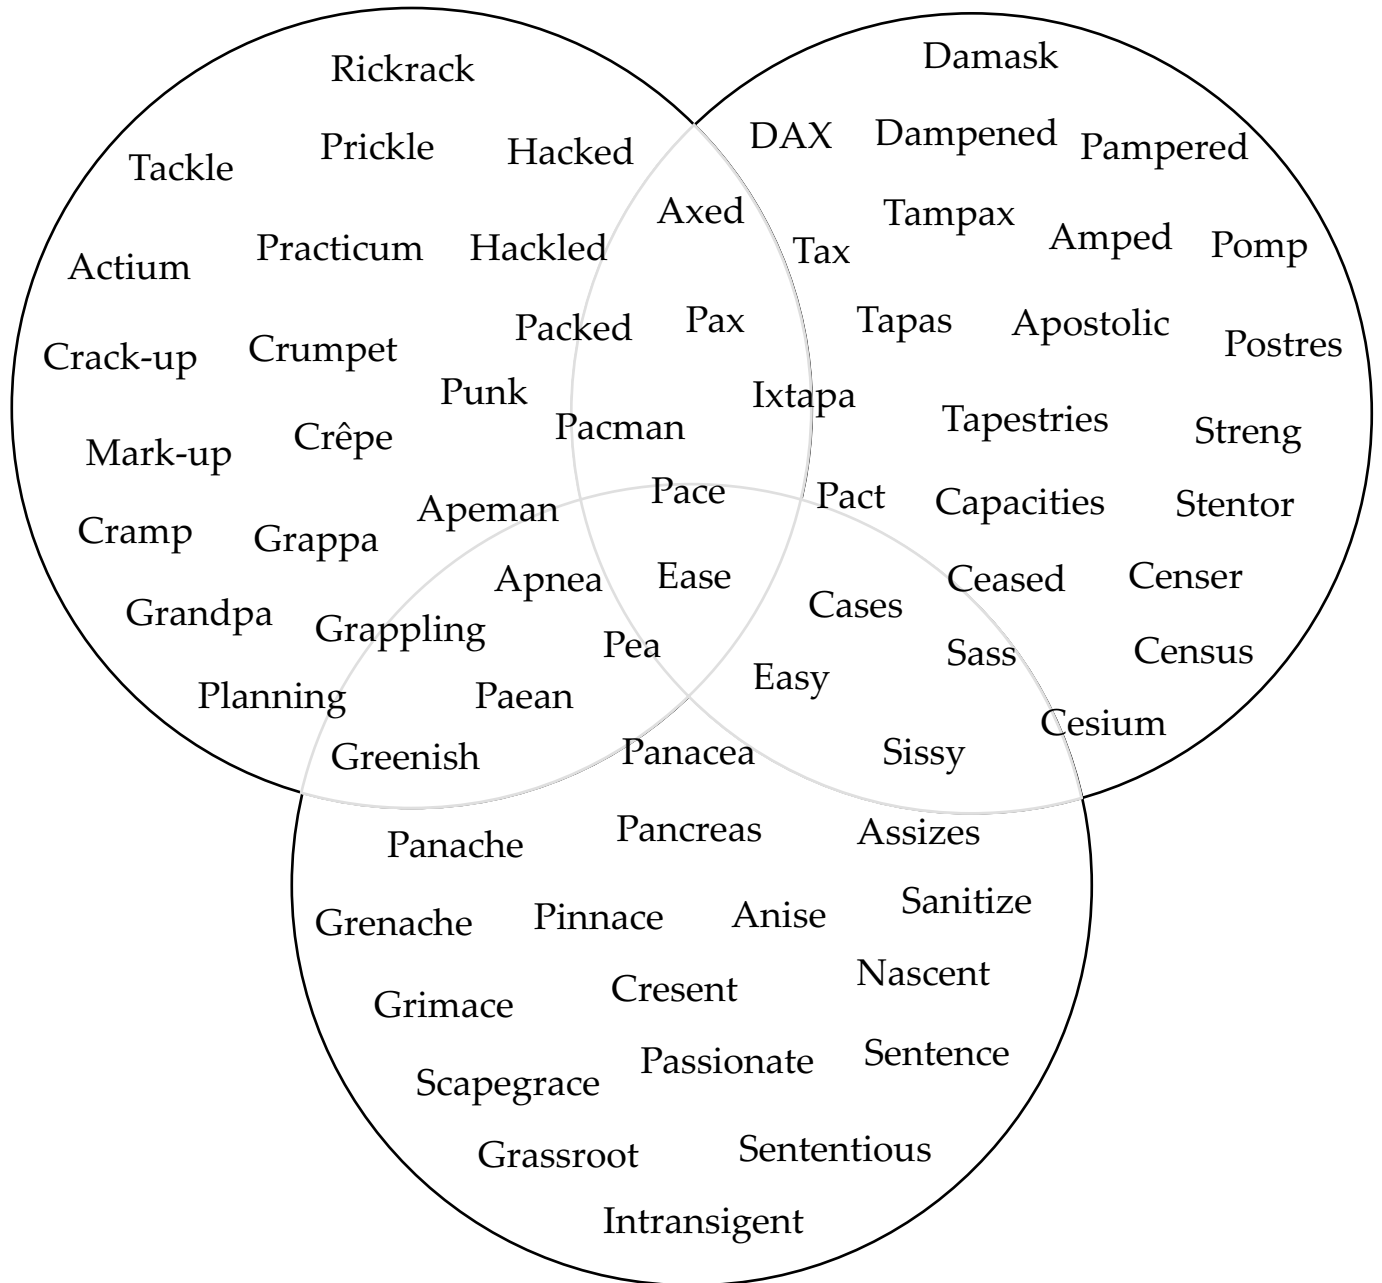 Rickrack
Damask
Tackle
Prickle
Hacked
DAX
Dampened
Pampered
Axed
Tampax
Actium
Practicum
Hackled
Tax
Amped
Pomp
Crack-up
Crumpet
Packed
Pax
Tapas
Apostolic
Postres
Punk
Ixtapa
Mark-up
Crêpe
Pacman
Tapestries
Streng
Cramp
Grappa
Apeman
Pace
Pact
Capacities
Stentor
Apnea
Ease
Cases
Ceased
Censer
Grandpa
Grappling
Pea
Easy
Sass
Census
Planning
Paean
Cesium
Greenish
Panacea
Sissy
Panache
Pancreas
Assizes
Grenache
Pinnace
Anise
Sanitize
Grimace
Cresent
Nascent
Scapegrace
Passionate
Sentence
Grassroot
Sententious
Intransigent